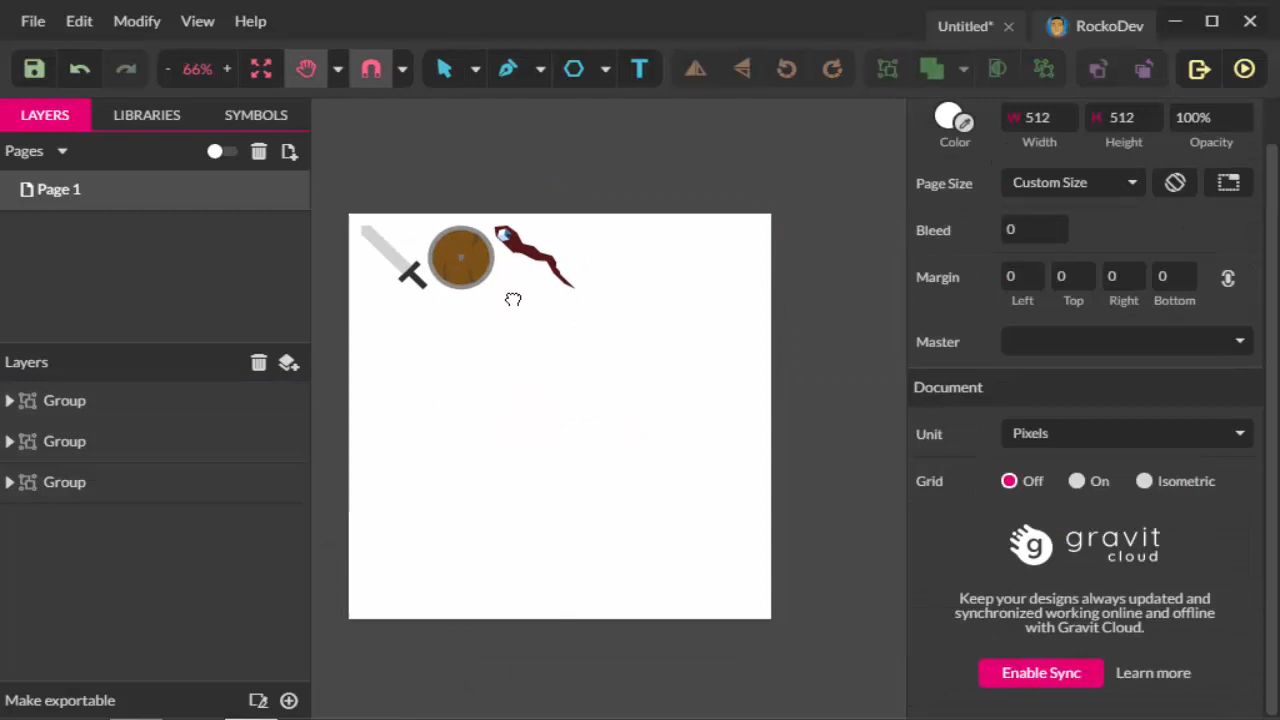 File Edit Modify View Help
Untitled* RockoDev
- 66% +
LAYERS LIBRARIES SYMBOLS
Pages
Page 1
Layers
Group
Group
Group
Make exportable
W 512 H 512 100%
Color Width Height Opacity
Page Size Custom Size
Bleed 0
Margin 0 0 0 0
Left Top Right Bottom
Master
Document
Unit Pixels
Grid Off On Isometric
g gravit
cloud
Keep your designs always updated and
synchronized working online and offline
with Gravit Cloud.
Enable Sync Learn more